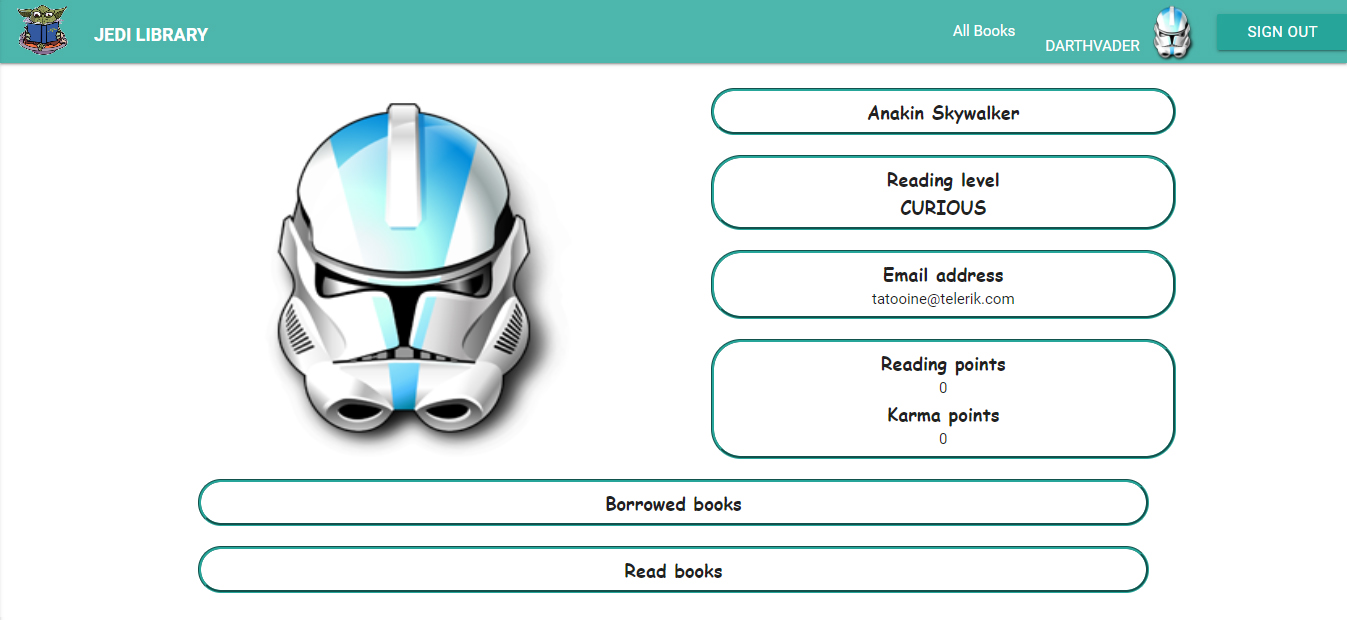 JEDI LIBRARY
All Books
DARTHVADER
SIGN OUT
Anakin Skywalker
Reading level
CURIOUS
Email address
tatooine@telerik.com
Reading points
0
Karma points
0
Borrowed books
Read books